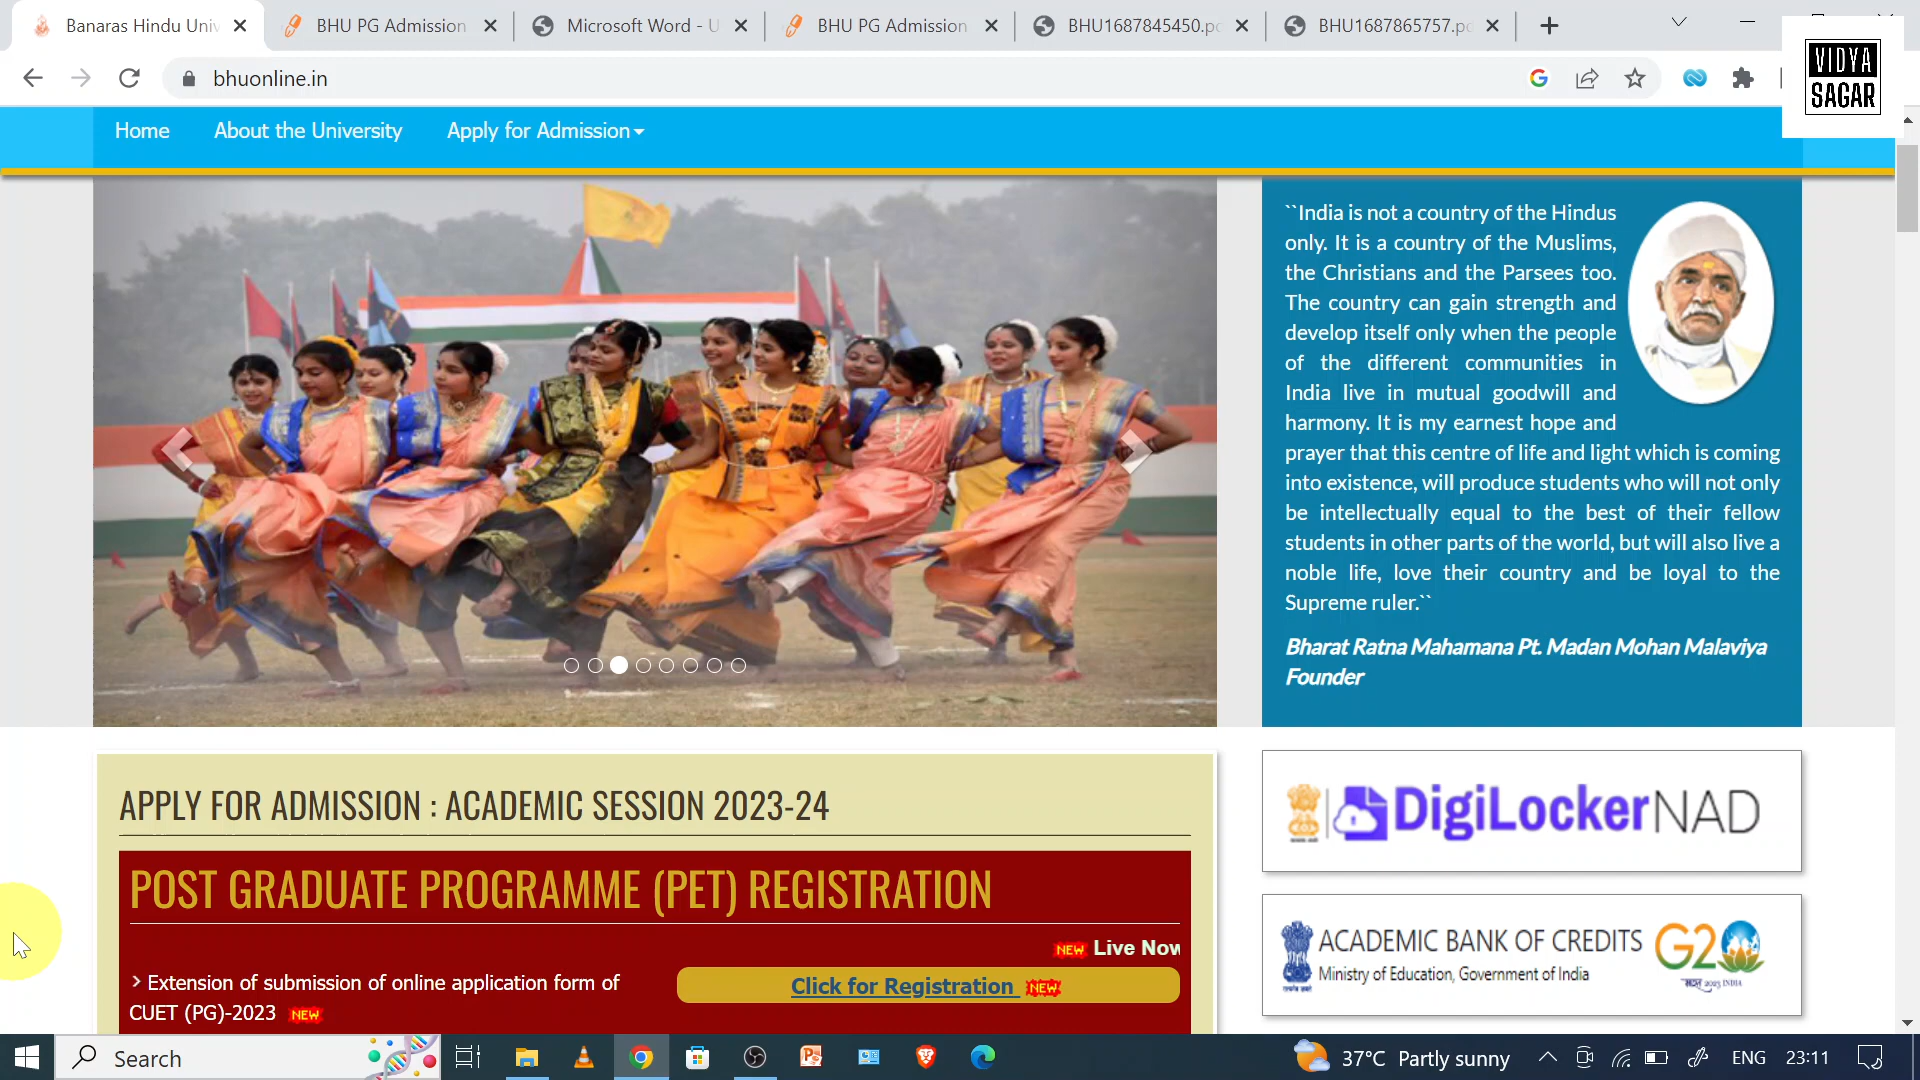 Banaras Hindu Univ
BHU PG Admission
Microsoft Word - U
BHU PG Admission
BHU1687845450.pd
BHU1687865757.pd
bhuonline.in
VIDYA
SAGAR
Home
About the University
Apply for Admission
``India is not a country of the Hindus
only. It is a country of the Muslims,
the Christians and the Parsees too.
The country can gain strength and
develop itself only when the people
of the different communities in
India live in mutual goodwill and
harmony. It is my earnest hope and
prayer that this centre of life and light which is coming
into existence, will produce students who will not only
be intellectually equal to the best of their fellow
students in other parts of the world, but will also live a
noble life, love their country and be loyal to the
Supreme ruler.``
Bharat Ratna Mahamana Pt. Madan Mohan Malaviya
Founder
APPLY FOR ADMISSION : ACADEMIC SESSION 2023-24
POST GRADUATE PROGRAMME (PET) REGISTRATION
NEW Live Now
› Extension of submission of online application form of
CUET (PG)-2023 NEW
Click for Registration NEW
DigiLockerNAD
ACADEMIC BANK OF CREDITS
Ministry of Education, Government of India
G20
2023 INDIA
Search
37°C Partly sunny
ENG
23:11